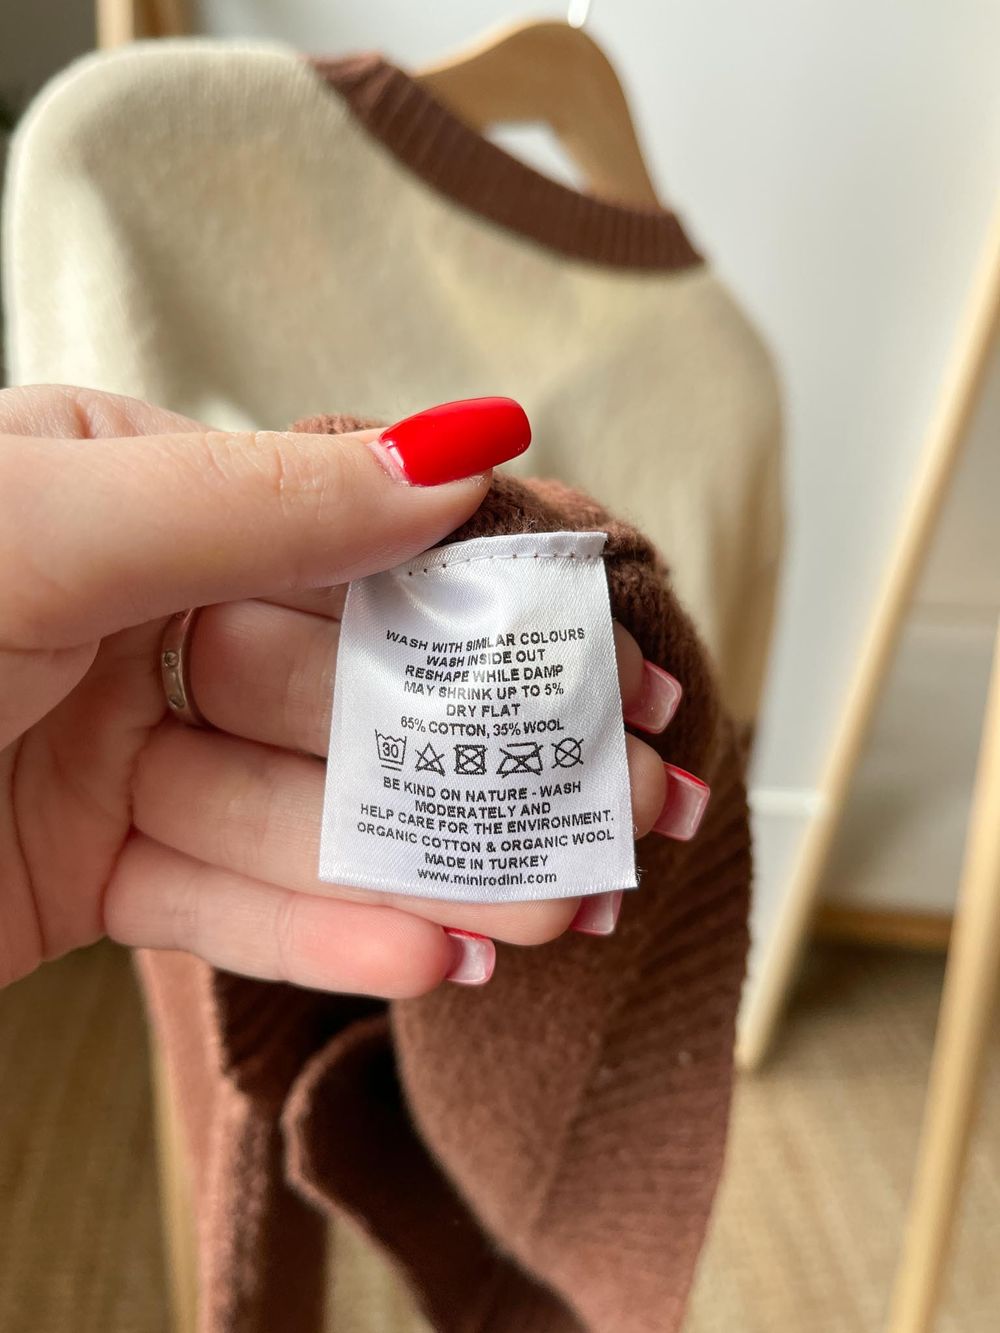 WASH WITH SIMILAR COLOURS
WASH INSIDE OUT
RESHAPE WHILE DAMP
MAY SHRINK UP TO 5%
DRY FLAT
65% COTTON, 35% WOOL
30
BE KIND ON NATURE - WASH
MODERATELY AND
HELP CARE FOR THE ENVIRONMENT.
ORGANIC COTTON & ORGANIC WOOL
MADE IN TURKEY
www.minirodini.com